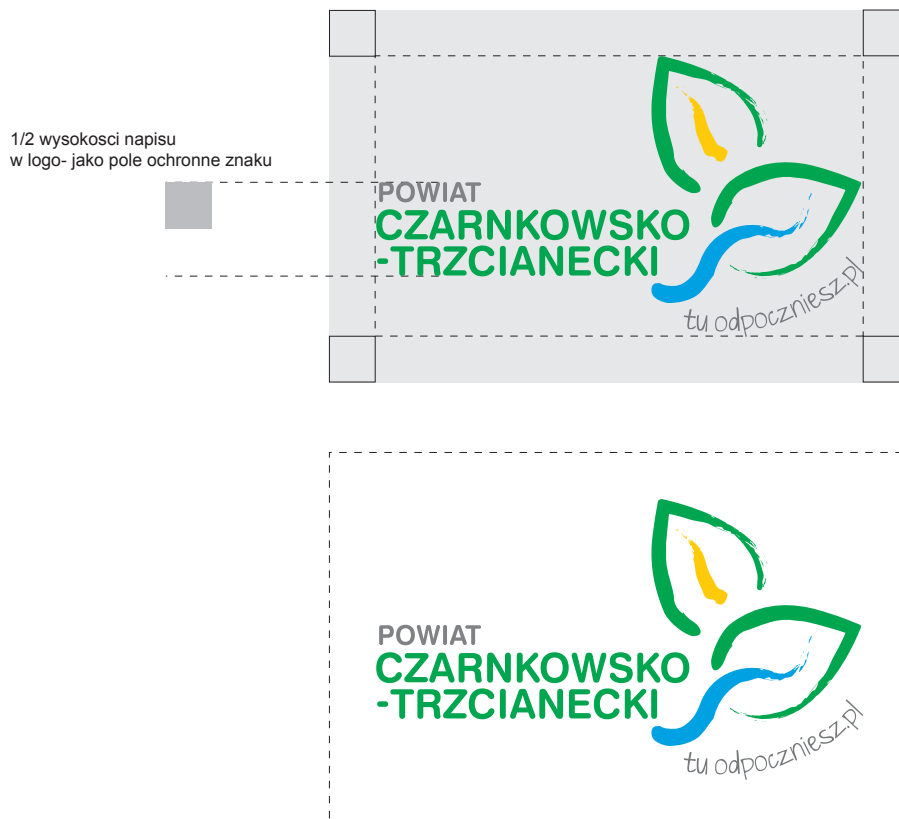 1/2 wysokosci napisu
w logo- jako pole ochronne znaku
POWIAT
CZARNKOWSKO
-TRZCIANECKI
tu odpoczniesz.pl
POWIAT
CZARNKOWSKO
-TRZCIANECKI
tu odpoczniesz.pl